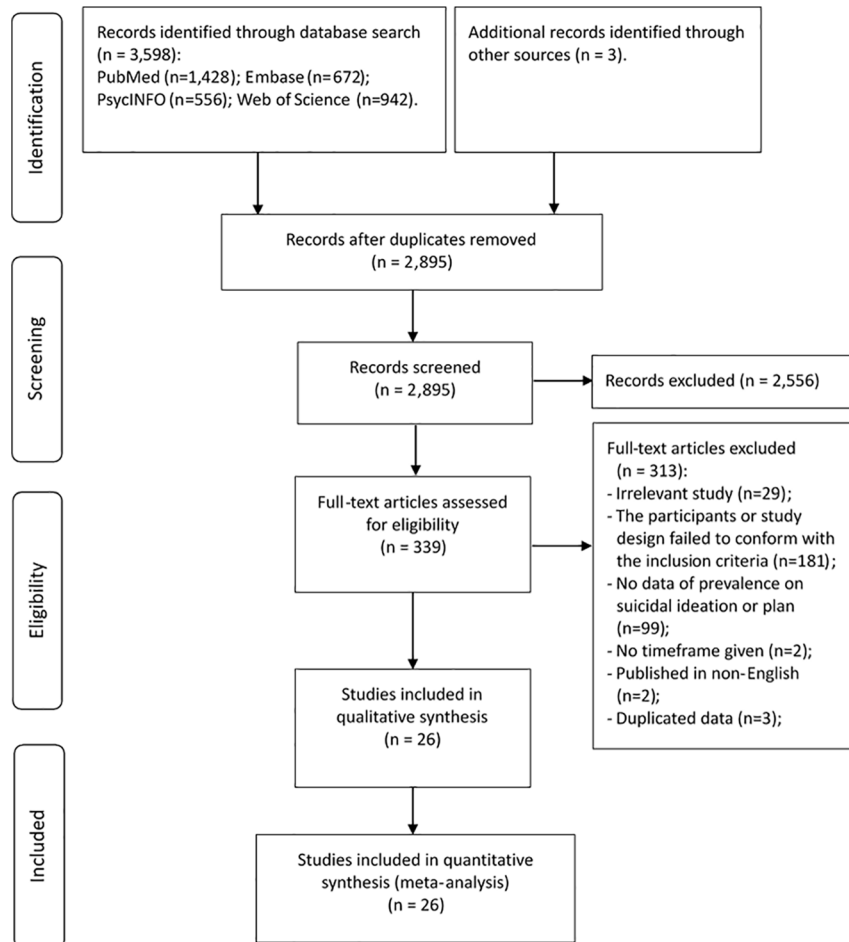 Identification
Records identified through database search
(n = 3,598):
PubMed (n=1,428); Embase (n=672);
PsycINFO (n=556); Web of Science (n=942).
Additional records identified through
other sources (n = 3).
Records after duplicates removed
(n = 2,895)
Screening
Records screened
(n = 2,895)
Records excluded (n = 2,556)
Eligibility
Full-text articles assessed
for eligibility
(n = 339)
Full-text articles excluded
(n = 313):
- Irrelevant study (n=29);
- The participants or study
design failed to conform with
the inclusion criteria (n=181);
- No data of prevalence on
suicidal ideation or plan
(n=99);
- No timeframe given (n=2);
- Published in non-English
(n=2);
- Duplicated data (n=3);
Studies included in
qualitative synthesis
(n = 26)
Included
Studies included in quantitative
synthesis (meta-analysis)
(n = 26)